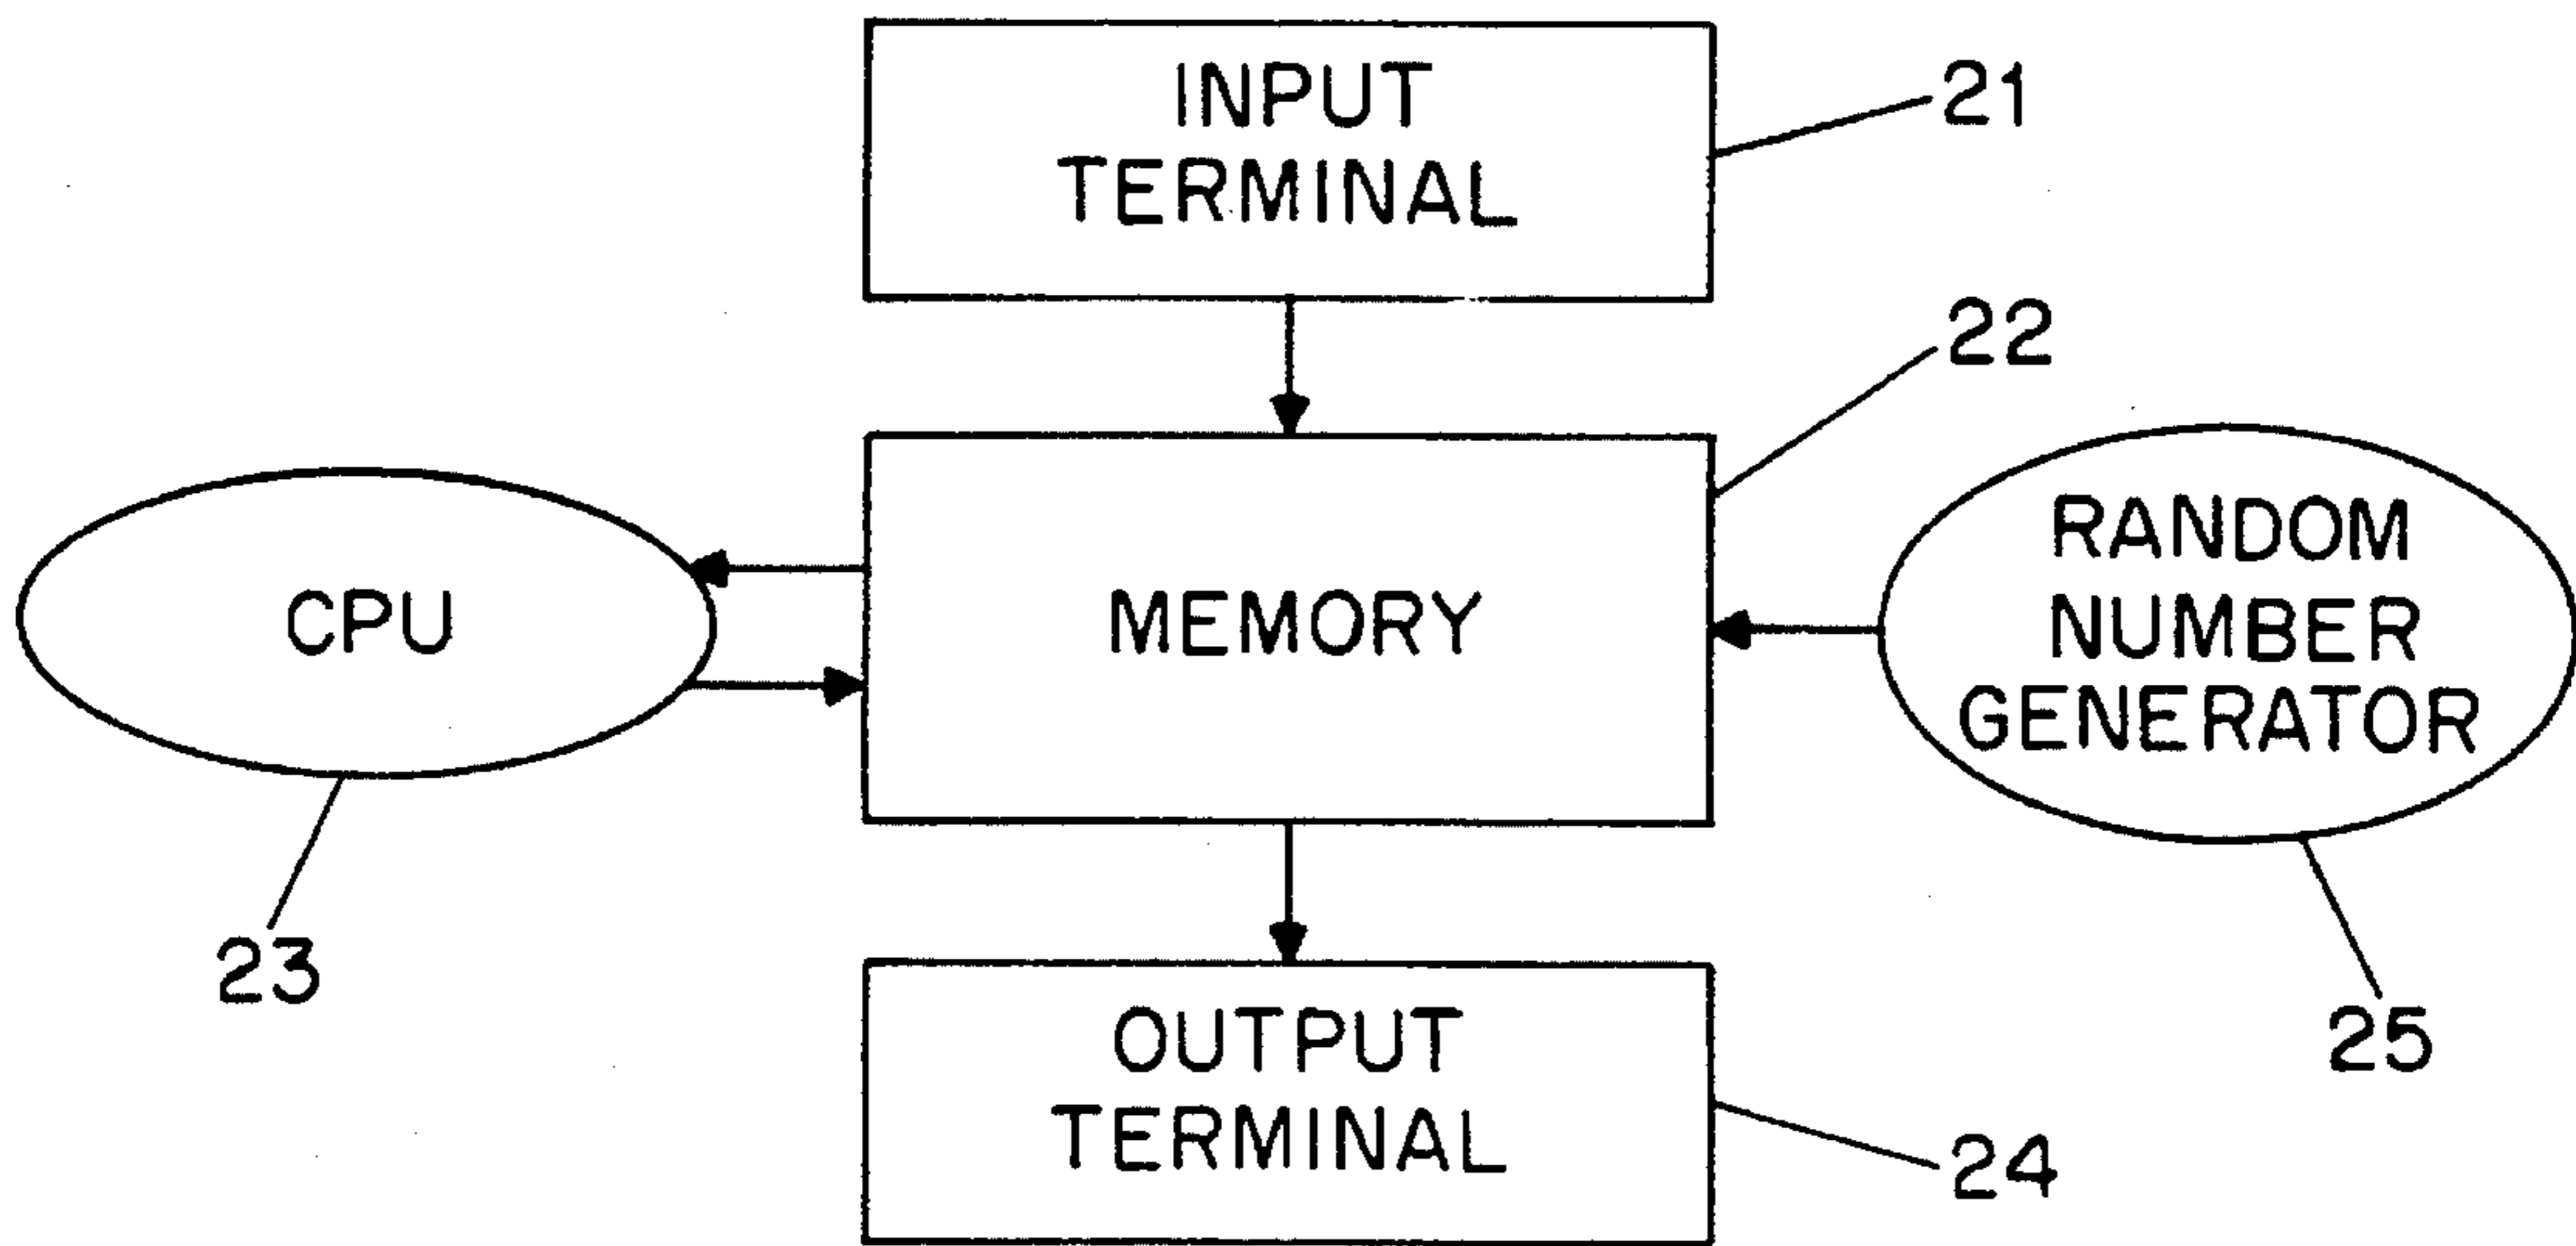 INPUT
TERMINAL
21
22
CPU
MEMORY
RANDOM
NUMBER
GENERATOR
23
25
OUTPUT
TERMINAL
24